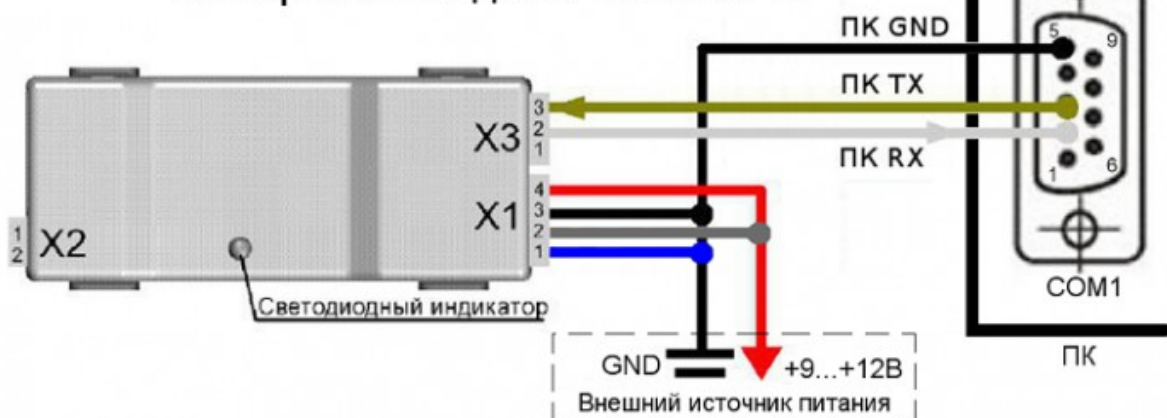 ПК GND
5
9
ПК TX
3
X3
2
1
ПК RX
1
6
4
X1
3
2
1
1
X2
2
COM1
Светодиодный индикатор
ПК
GND
+9...+12В
Внешний источник питания